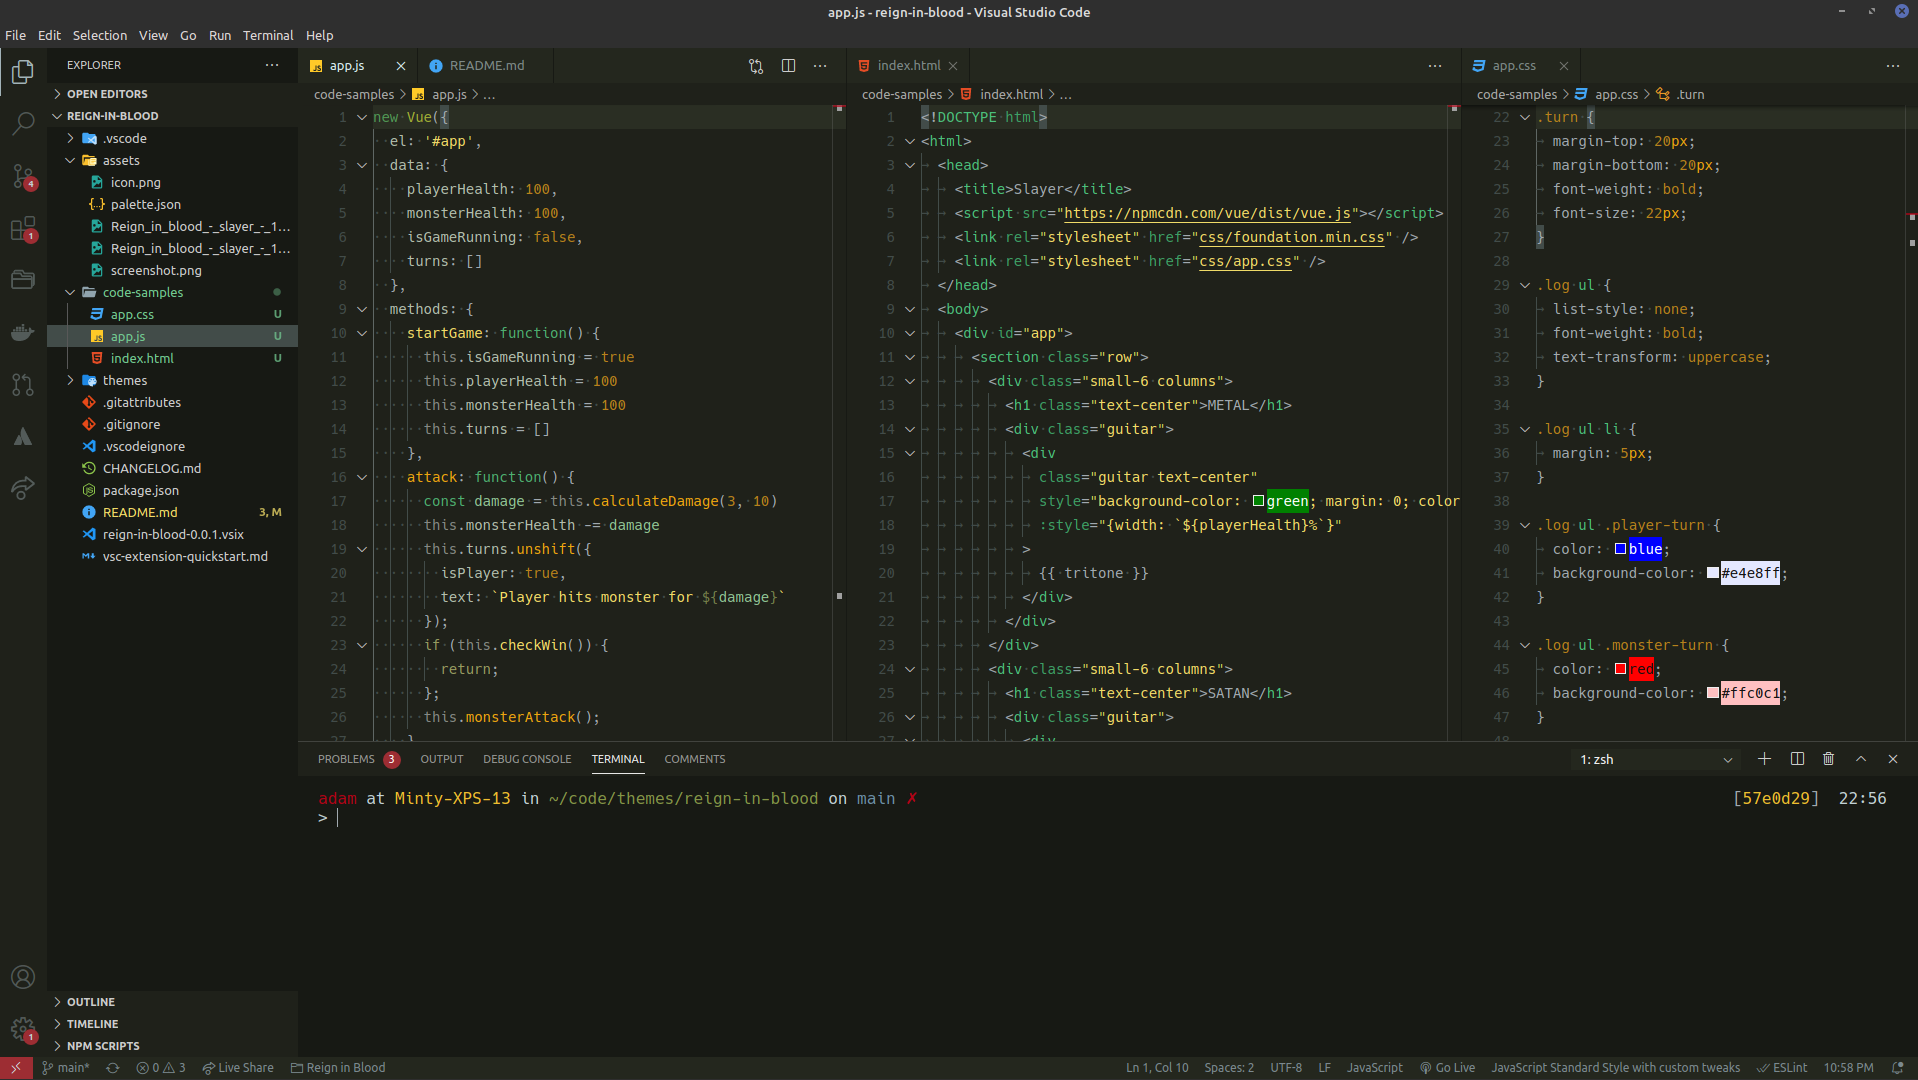 app.js - reign-in-blood - Visual Studio Code
File Edit Selection View Go Run Terminal Help
EXPLORER
OPEN EDITORS
REIGN-IN-BLOOD
.vscode
assets
icon.png
palette.json
Reign_in_blood_-_slayer_-_1...
Reign_in_blood_-_slayer_-_1...
screenshot.png
code-samples
app.css U
app.js U
index.html U
themes
.gitattributes
.gitignore
.vscodeignore
CHANGELOG.md
package.json
README.md 3, M
reign-in-blood-0.0.1.vsix
vsc-extension-quickstart.md
OUTLINE
TIMELINE
NPM SCRIPTS
4
1
1
app.js README.md
code-samples > app.js > ...
1 new Vue({
2 el: '#app',
3 data: {
4 playerHealth: 100,
5 monsterHealth: 100,
6 isGameRunning: false,
7 turns: []
8 },
9 methods: {
10 startGame: function() {
11 this.isGameRunning = true
12 this.playerHealth = 100
13 this.monsterHealth = 100
14 this.turns = []
15 },
16 attack: function() {
17 const damage = this.calculateDamage(3, 10)
18 this.monsterHealth -= damage
19 this.turns.unshift({
20 isPlayer: true,
21 text: `Player hits monster for ${damage}`
22 });
23 if (this.checkWin()) {
24 return;
25 };
26 this.monsterAttack();
27 }
index.html
code-samples > index.html > ...
1 <!DOCTYPE html>
2 <html>
3 <head>
4 <title>Slayer</title>
5 <script src="https://npmcdn.com/vue/dist/vue.js"></script>
6 <link rel="stylesheet" href="css/foundation.min.css" />
7 <link rel="stylesheet" href="css/app.css" />
8 </head>
9 <body>
10 <div id="app">
11 <section class="row">
12 <div class="small-6 columns">
13 <h1 class="text-center">METAL</h1>
14 <div class="guitar">
15 <div
16 class="guitar text-center"
17 style="background-color: green; margin: 0; color
18 :style="{width: `${playerHealth}%`}"
19 >
20 {{ tritone }}
21 </div>
22 </div>
23 </div>
24 <div class="small-6 columns">
25 <h1 class="text-center">SATAN</h1>
26 <div class="guitar">
27 <div
app.css
code-samples > app.css > .turn
22 .turn {
23 margin-top: 20px;
24 margin-bottom: 20px;
25 font-weight: bold;
26 font-size: 22px;
27 }
28
29 .log ul {
30 list-style: none;
31 font-weight: bold;
32 text-transform: uppercase;
33 }
34
35 .log ul li {
36 margin: 5px;
37 }
38
39 .log ul .player-turn {
40 color: blue;
41 background-color: #e4e8ff;
42 }
43
44 .log ul .monster-turn {
45 color: red;
46 background-color: #ffc0c1;
47 }
48
PROBLEMS 3 OUTPUT DEBUG CONSOLE TERMINAL COMMENTS 1: zsh
adam at Minty-XPS-13 in ~/code/themes/reign-in-blood on main ✗ [57e0d29] 22:56
>
main* 0 3 Live Share Reign in Blood Ln 1, Col 10 Spaces: 2 UTF-8 LF JavaScript Go Live JavaScript Standard Style with custom tweaks ESLint 10:58 PM